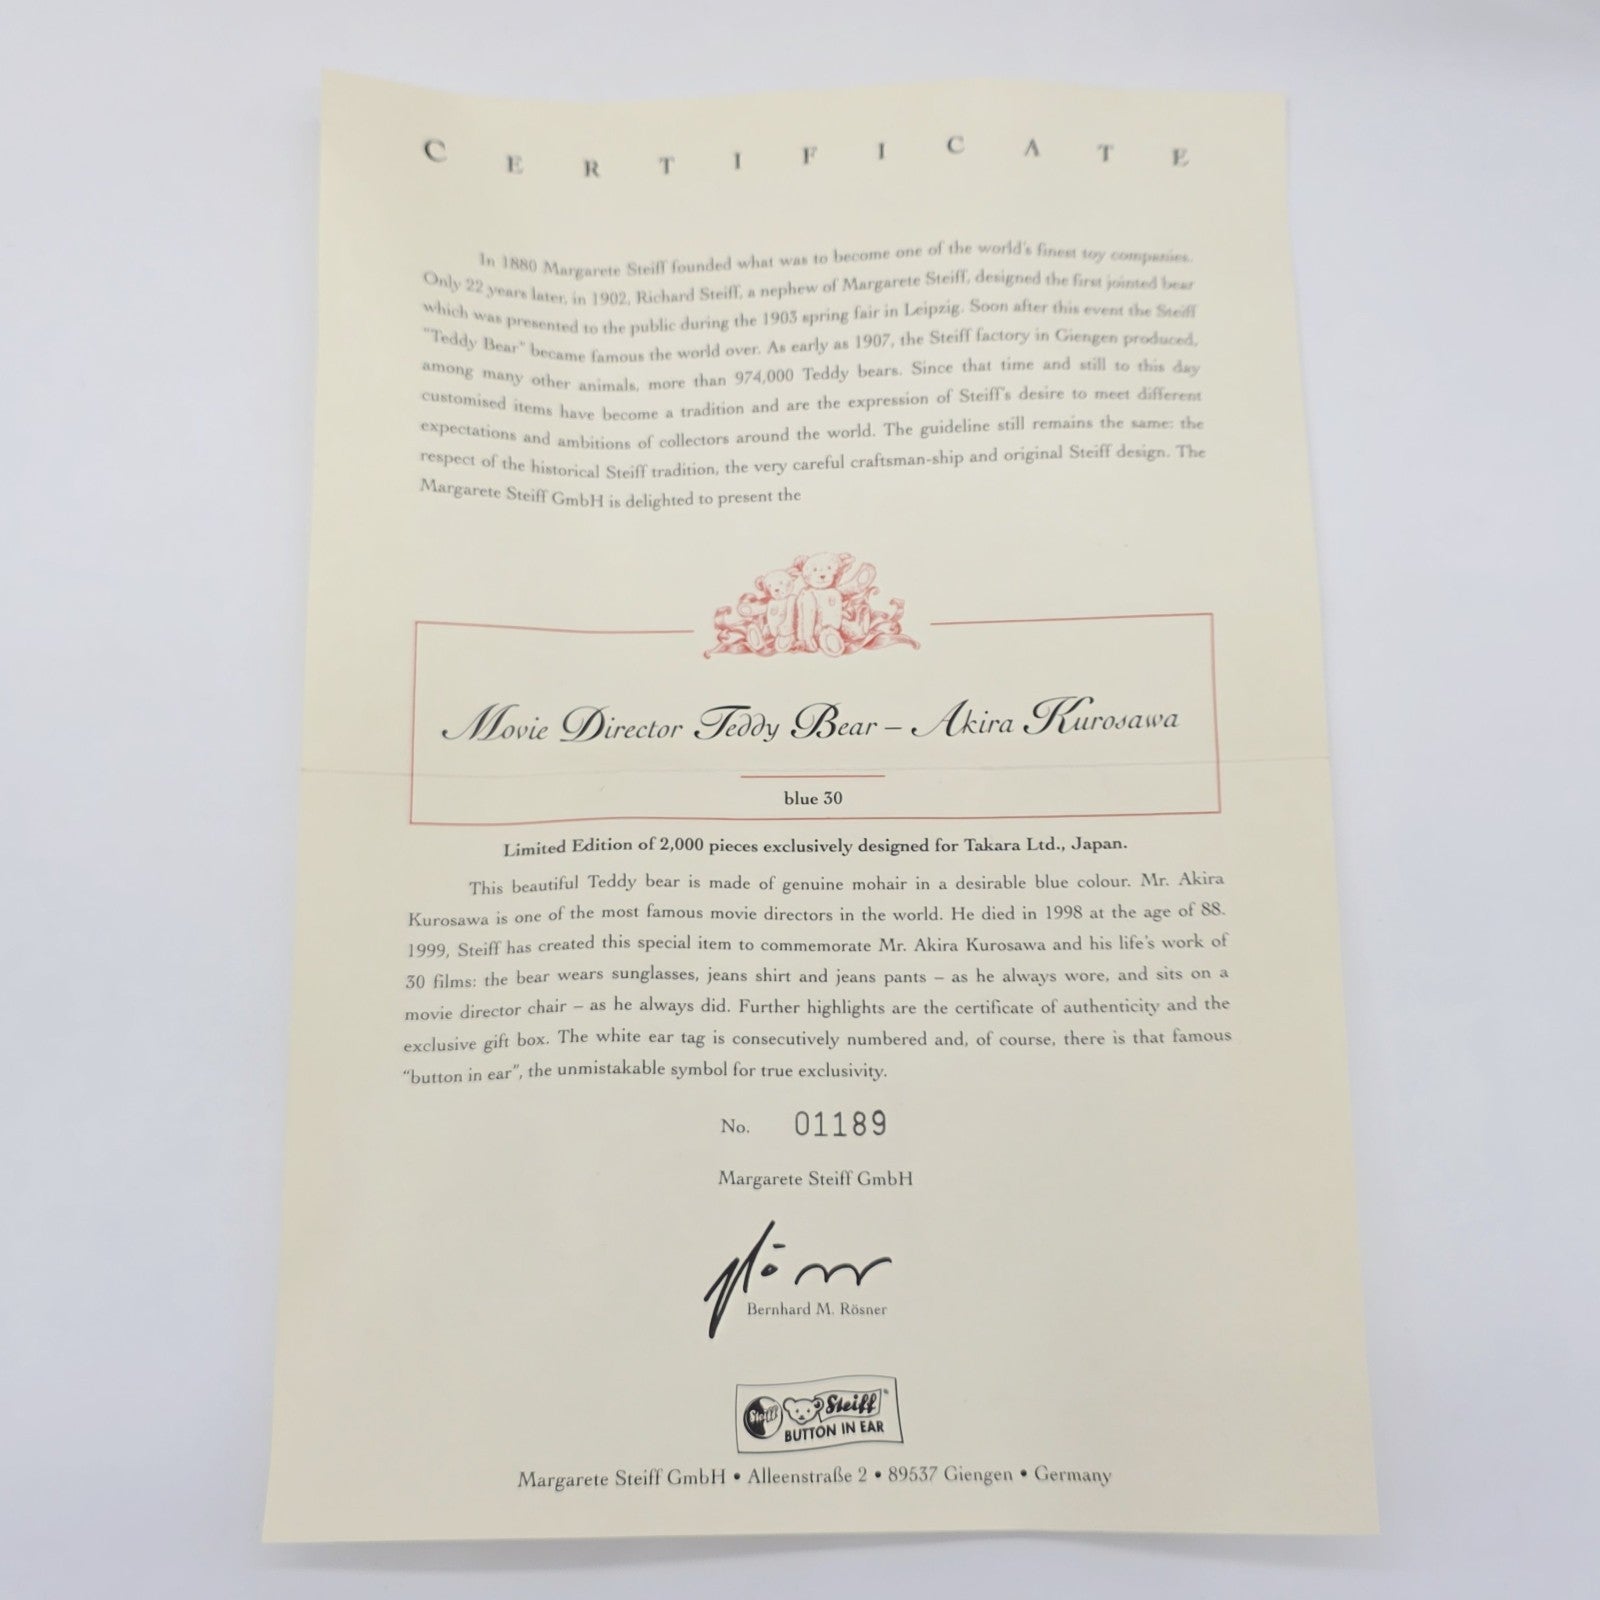 CERTIFICATE
In 1880 Margarete Steiff founded what was to become one of the world's finest toy companies.
Only 22 years later, in 1902, Richard Steiff, a nephew of Margarete Steiff, designed the first jointed bear
which was presented to the public during the 1903 spring fair in Leipzig. Soon after this event the Steiff
"Teddy Bear" became famous the world over. As early as 1907, the Steiff factory in Giengen produced,
among many other animals, more than 974,000 Teddy bears. Since that time and still to this day
customised items have become a tradition and are the expression of Steiff's desire to meet different
expectations and ambitions of collectors around the world. The guideline still remains the same: the
respect of the historical Steiff tradition, the very careful craftsman-ship and original Steiff design. The
Margarete Steiff GmbH is delighted to present the
Movie Director Teddy Bear – Akira Kurosawa
blue 30
Limited Edition of 2,000 pieces exclusively designed for Takara Ltd., Japan.
This beautiful Teddy bear is made of genuine mohair in a desirable blue colour. Mr. Akira
Kurosawa is one of the most famous movie directors in the world. He died in 1998 at the age of 88.
1999, Steiff has created this special item to commemorate Mr. Akira Kurosawa and his life's work of
30 films: the bear wears sunglasses, jeans shirt and jeans pants – as he always wore, and sits on a
movie director chair – as he always did. Further highlights are the certificate of authenticity and the
exclusive gift box. The white ear tag is consecutively numbered and, of course, there is that famous
"button in ear", the unmistakable symbol for true exclusivity.
No. 01189
Margarete Steiff GmbH
Bernhard M. Rösner
Steiff Steiff
BUTTON IN EAR
Margarete Steiff GmbH • Alleenstraße 2 • 89537 Giengen • Germany